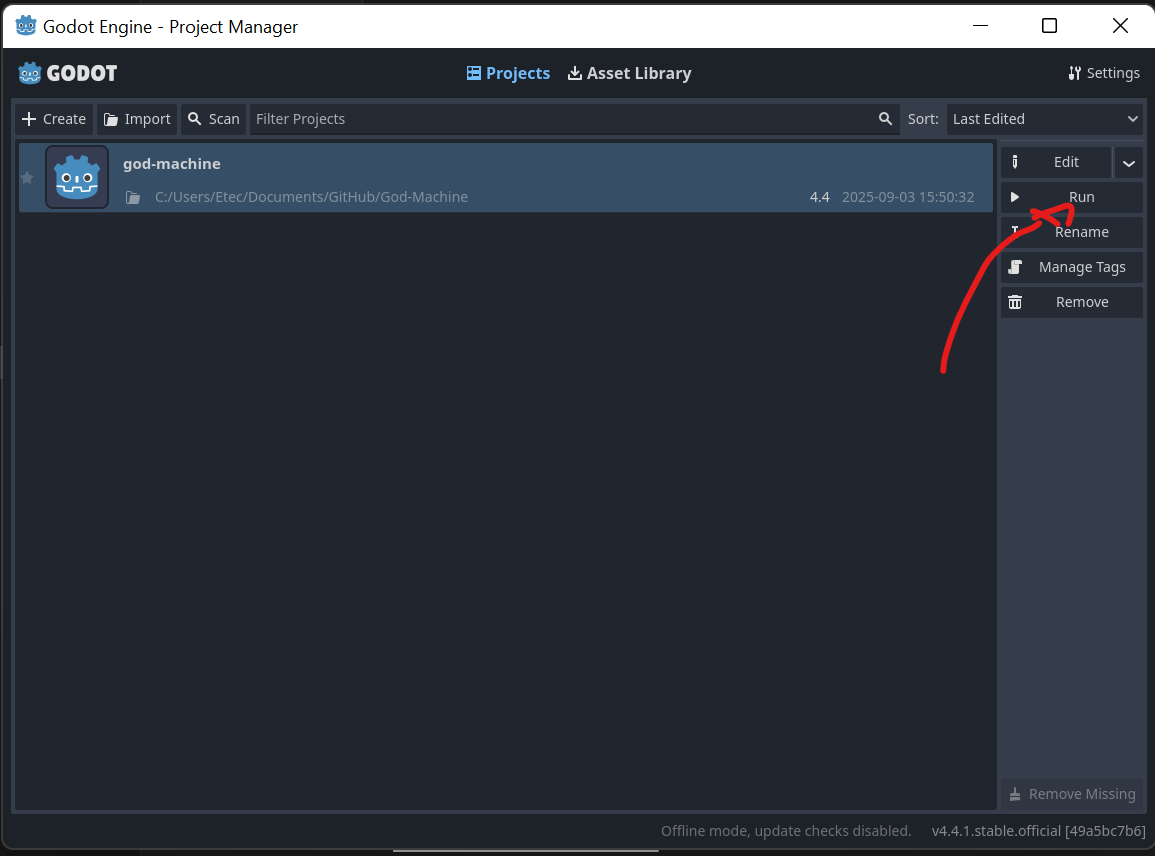 Godot Engine - Project Manager
GODOT
Projects
Asset Library
Settings
Create
Import
Scan
Filter Projects
Sort:
Last Edited
god-machine
C:/Users/Etec/Documents/GitHub/God-Machine
4.4
2025-09-03 15:50:32
Edit
Run
Rename
Manage Tags
Remove
Remove Missing
Offline mode, update checks disabled.
v4.4.1.stable.official [49a5bc7b6]